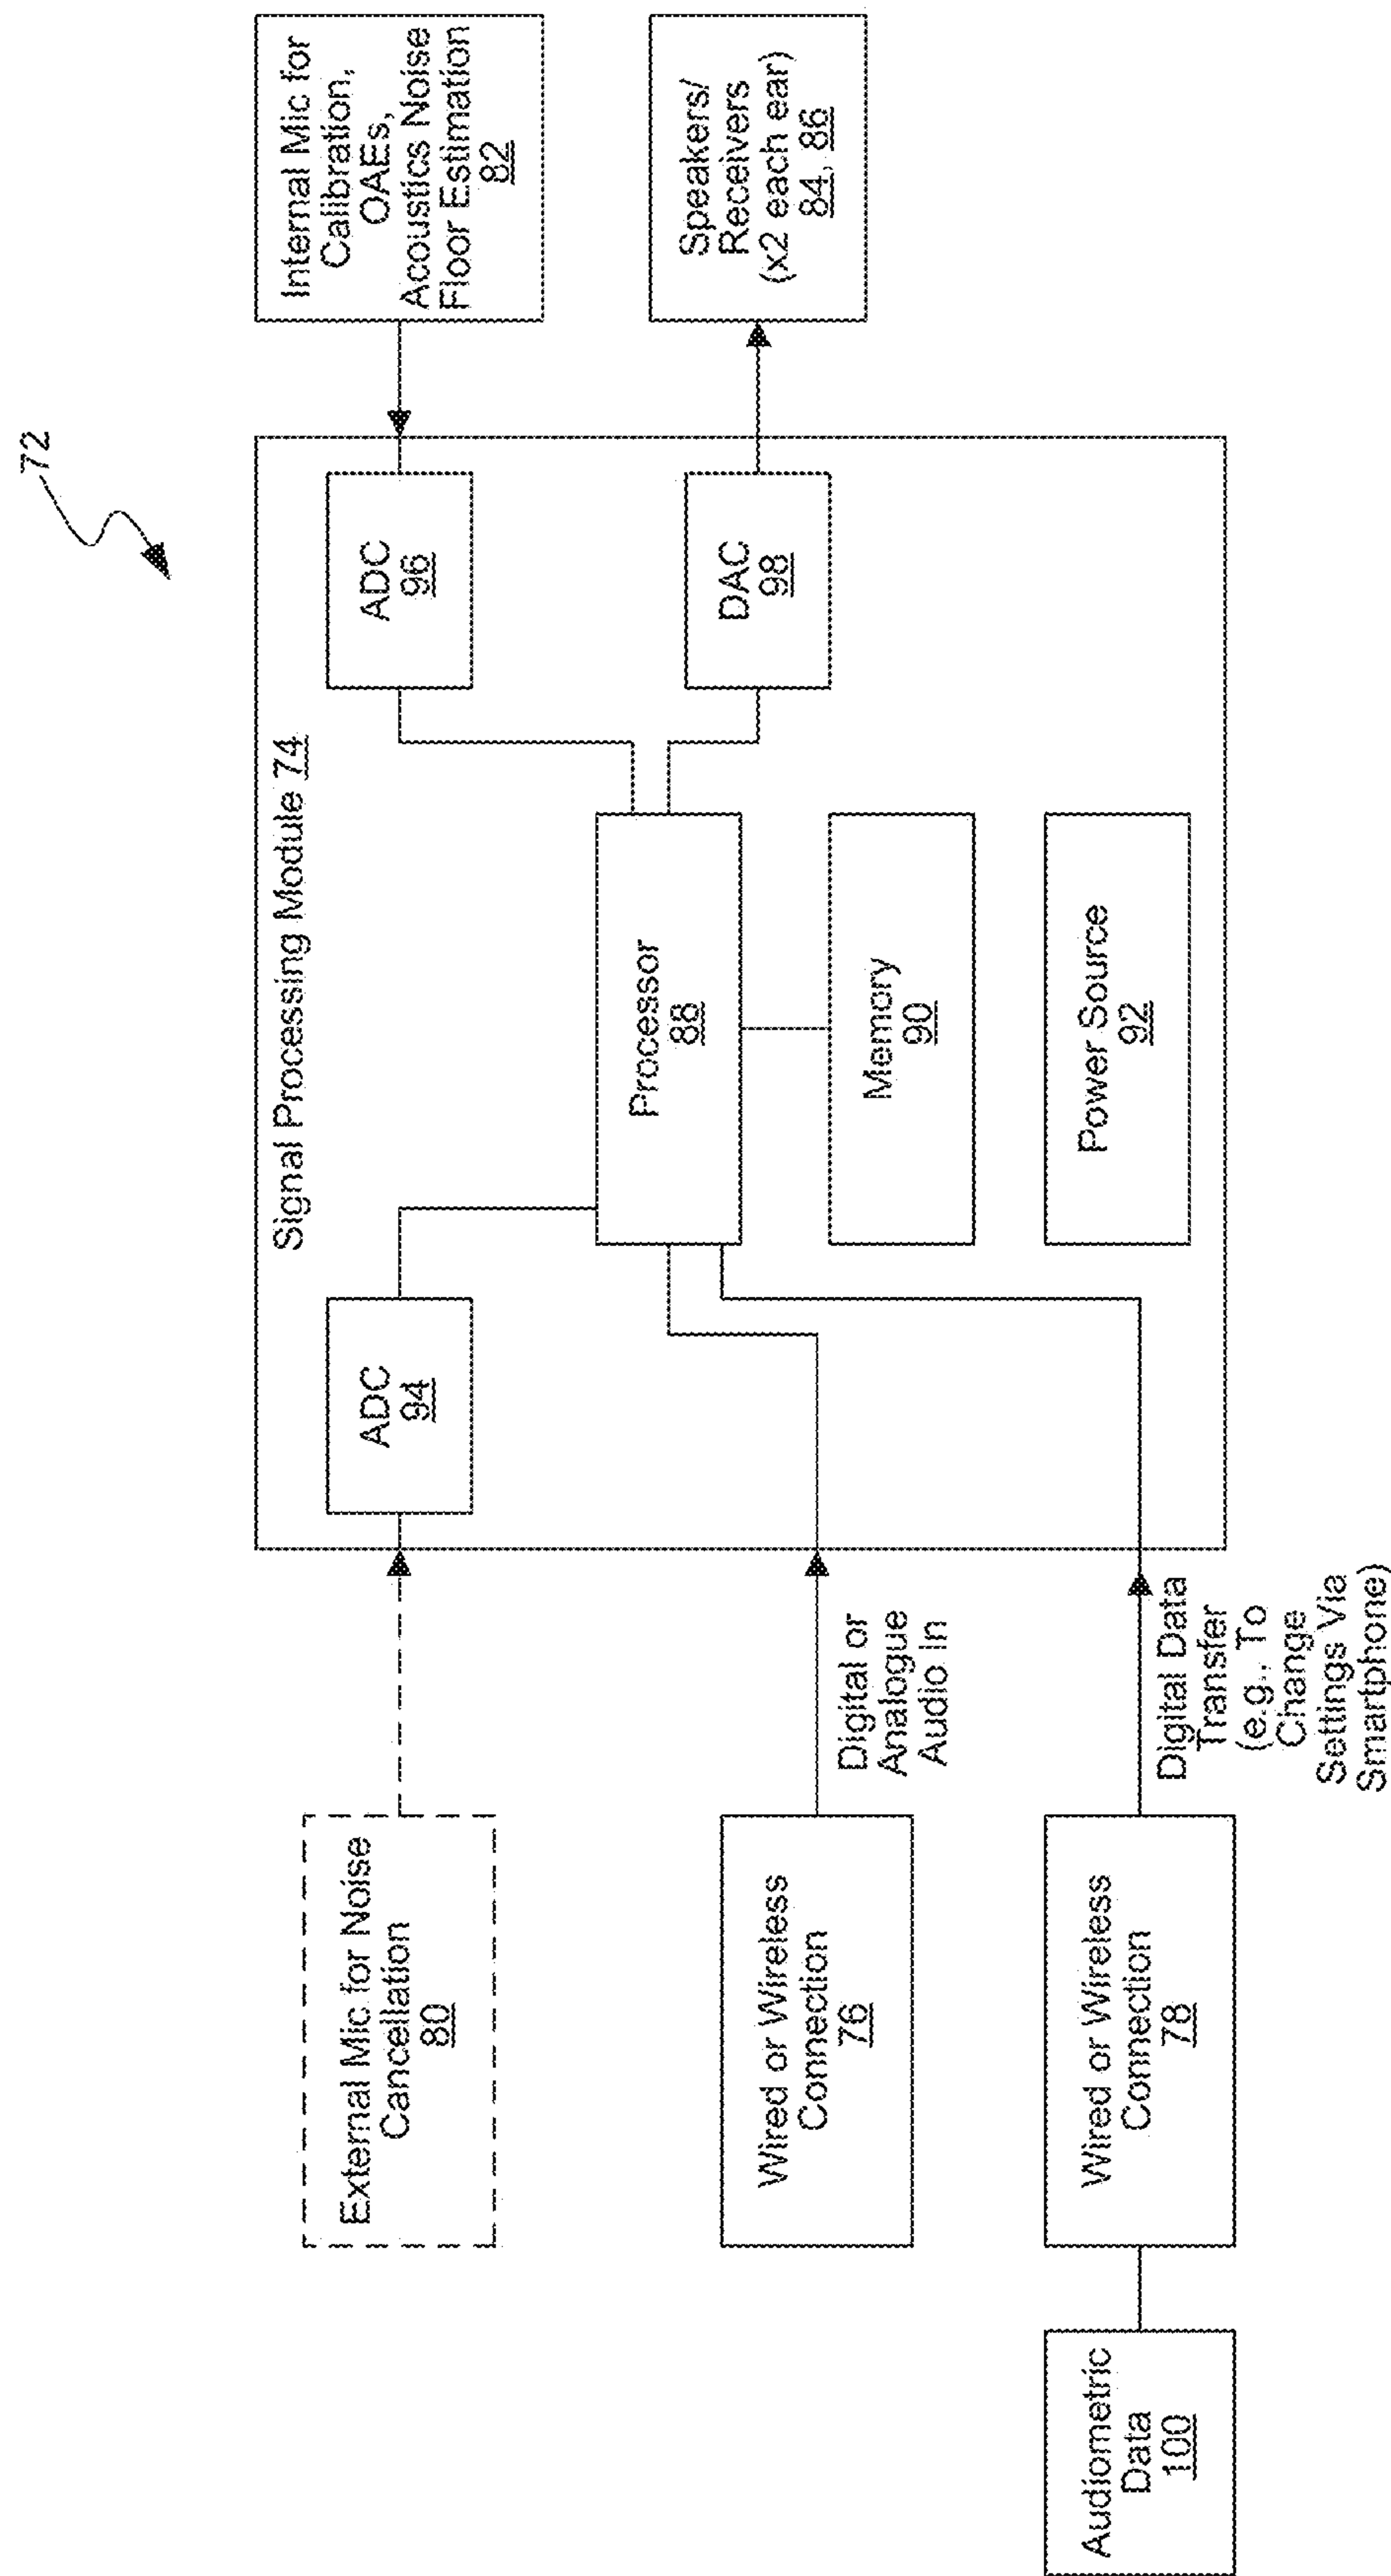 72
External Mic for Noise
Cancellation
80
Wired or Wireless
Connection
76
Audiometric
Data
100
Wired or Wireless
Connection
78
Digital or
Analogue
Audio In
Digital Data
Transfer
(e.g., To
Change
Settings Via
Smartphone)
Signal Processing Module 74
ADC
94
Processor
88
Memory
90
Power Source
92
ADC
96
DAC
98
Internal Mic for
Calibration,
OAEs,
Acoustics Noise
Floor Estimation
82
Speakers/
Receivers
(x2 each ear)
84, 86